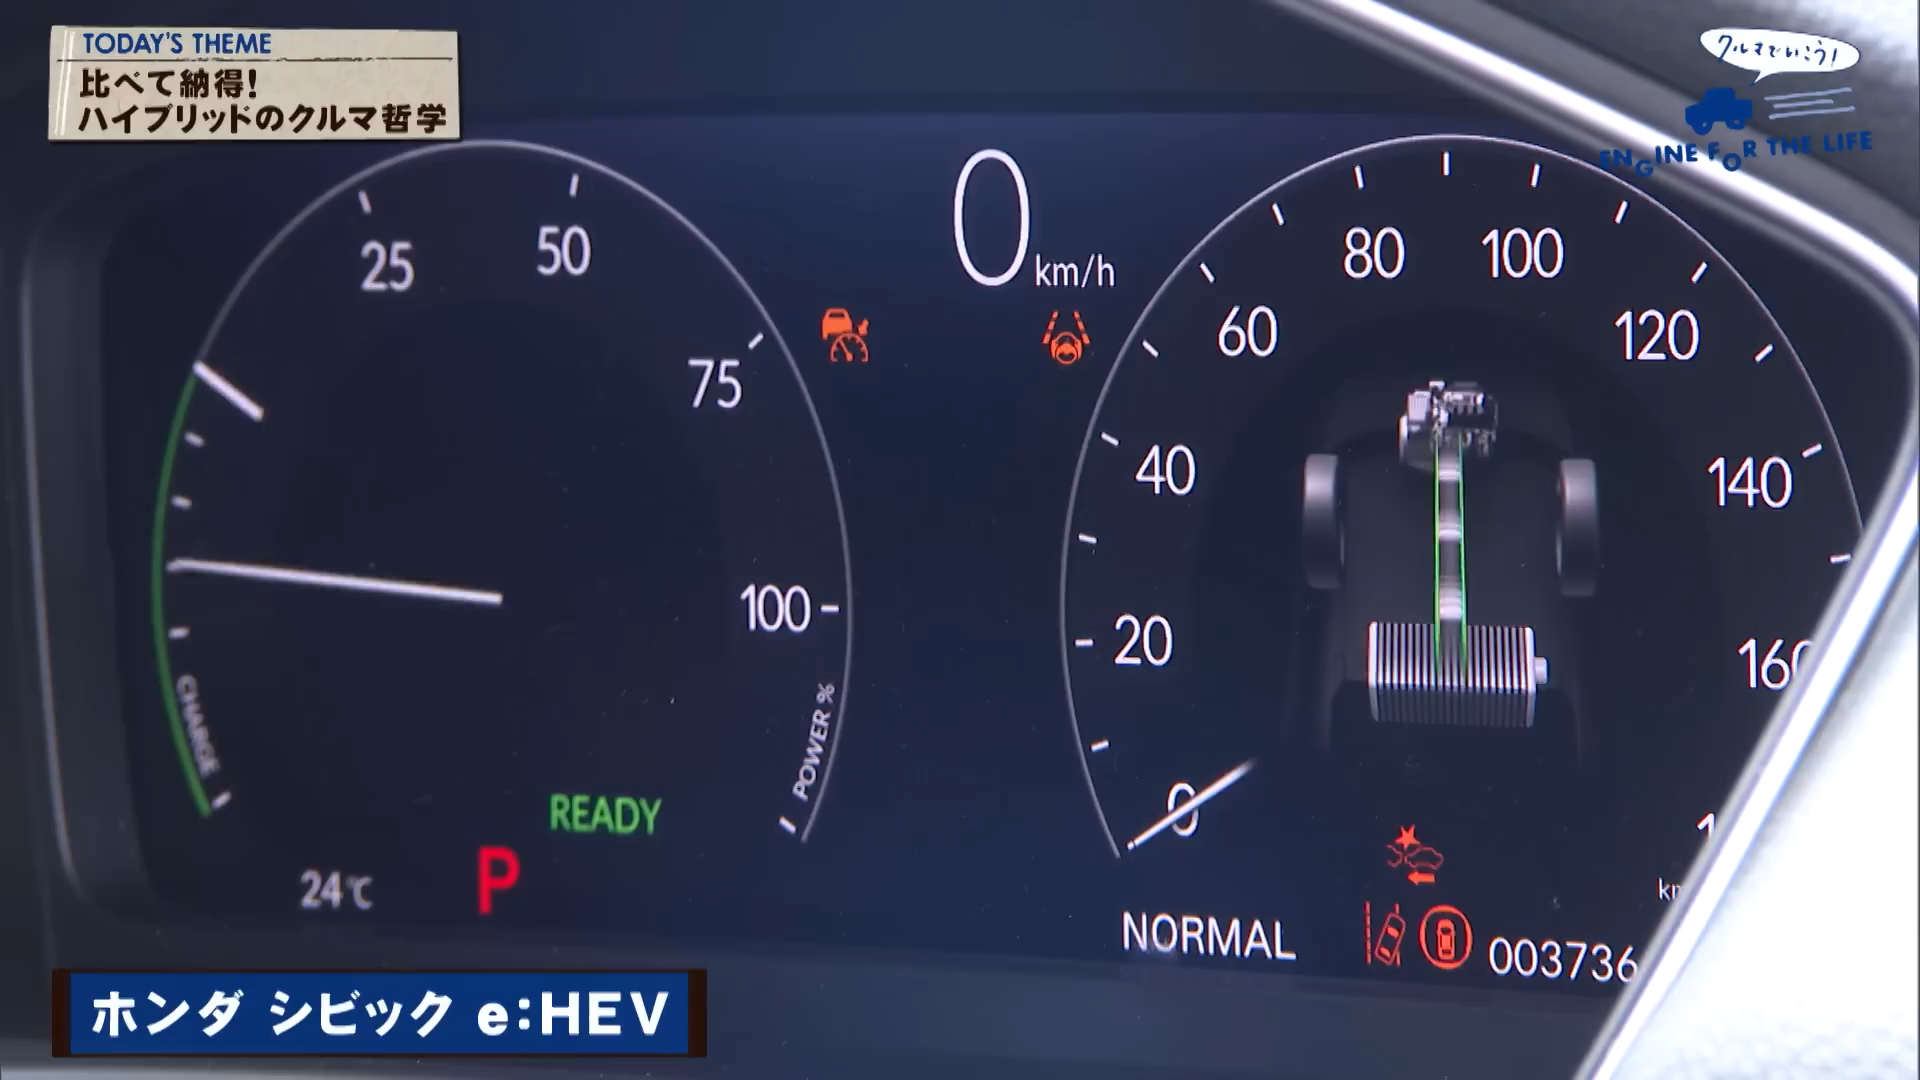 TODAY'S THEME
比べて納得!
ハイブリッドのクルマ哲学
クルマでいこう!
ENGINE FOR THE LIFE
0 km/h
25
50
75
100
CHARGE
POWER %
READY
24℃
P
0
20
40
60
80
100
120
140
NORMAL
003736
ホンダ シビック e:HEV